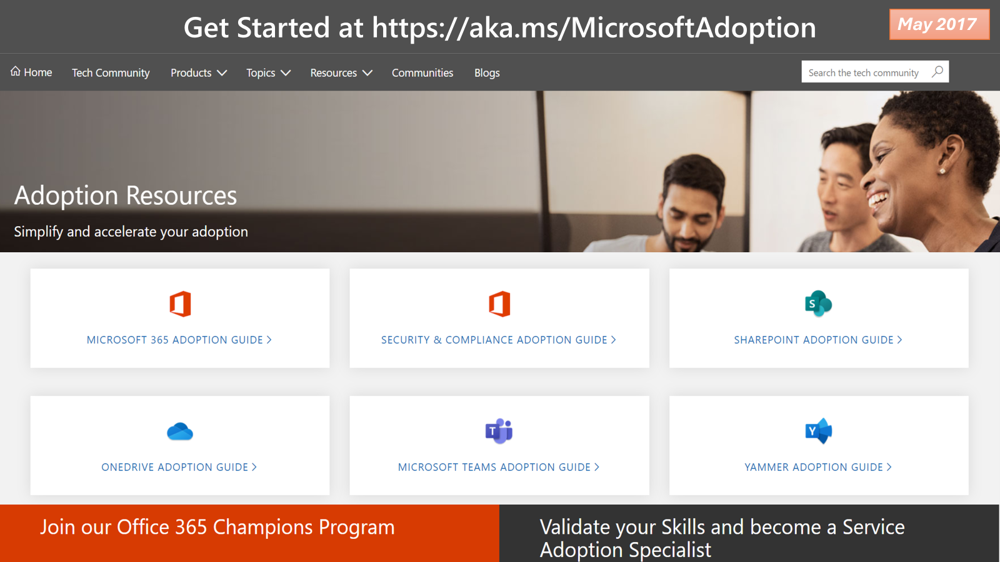 Get Started at https://aka.ms/MicrosoftAdoption
May 2017
Home Tech Community Products Topics Resources Communities Blogs
Search the tech community
Adoption Resources
Simplify and accelerate your adoption
MICROSOFT 365 ADOPTION GUIDE >
SECURITY & COMPLIANCE ADOPTION GUIDE >
S
SHAREPOINT ADOPTION GUIDE >
ONEDRIVE ADOPTION GUIDE >
T
MICROSOFT TEAMS ADOPTION GUIDE >
Y
YAMMER ADOPTION GUIDE >
Join our Office 365 Champions Program
Validate your Skills and become a Service
Adoption Specialist